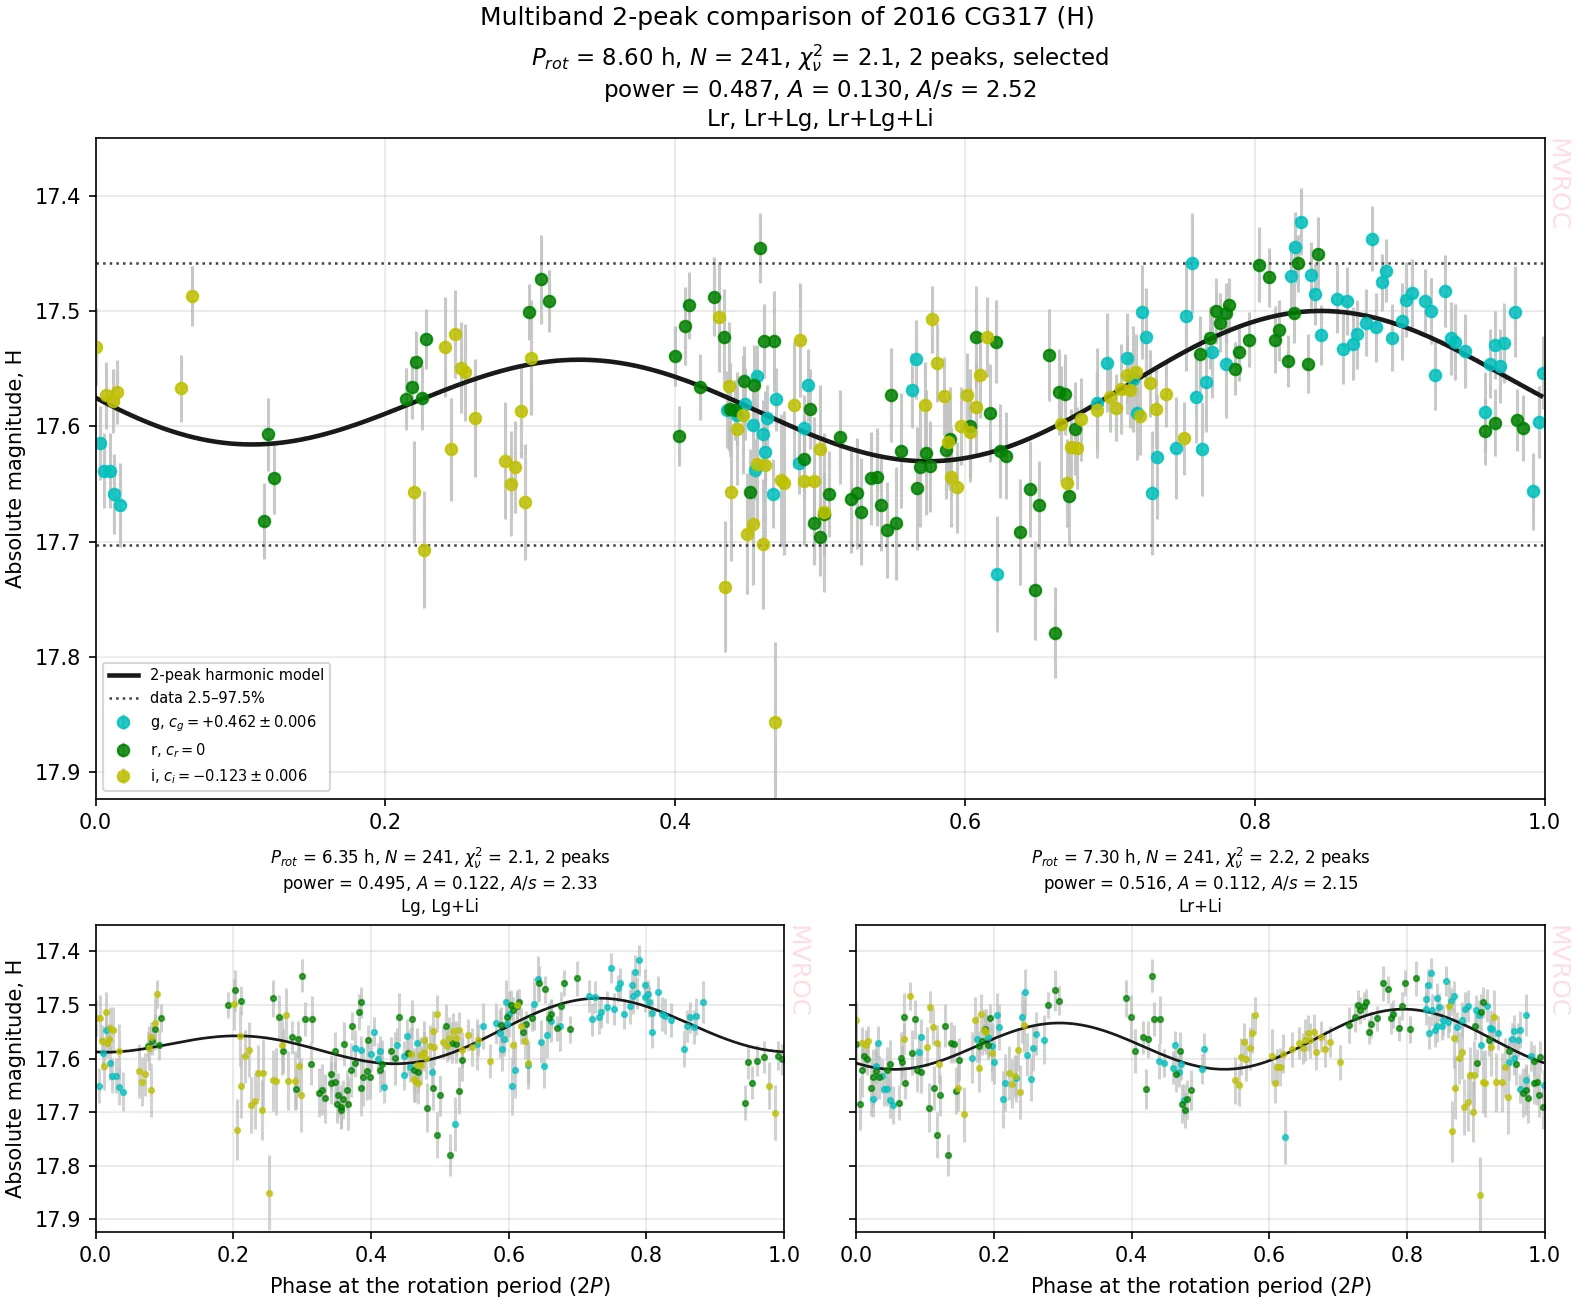 Multiband 2-peak comparison of 2016 CG317 (H)
P_rot = 8.60 h, N = 241, χ²_ν = 2.1, 2 peaks, selected
power = 0.487, A = 0.130, A/s = 2.52
Lr, Lr+Lg, Lr+Lg+Li
MVROC
17.4
17.5
17.6
17.7
17.8
17.9
Absolute magnitude, H
2-peak harmonic model
data 2.5–97.5%
g, c_g = +0.462 ± 0.006
r, c_r = 0
i, c_i = −0.123 ± 0.006
0.0 0.2 0.4 0.6 0.8 1.0
P_rot = 6.35 h, N = 241, χ²_ν = 2.1, 2 peaks
power = 0.495, A = 0.122, A/s = 2.33
Lg, Lg+Li
MVROC
17.4
17.5
17.6
17.7
17.8
17.9
Absolute magnitude, H
0.0 0.2 0.4 0.6 0.8 1.0
Phase at the rotation period (2P)
P_rot = 7.30 h, N = 241, χ²_ν = 2.2, 2 peaks
power = 0.516, A = 0.112, A/s = 2.15
Lr+Li
MVROC
0.0 0.2 0.4 0.6 0.8 1.0
Phase at the rotation period (2P)